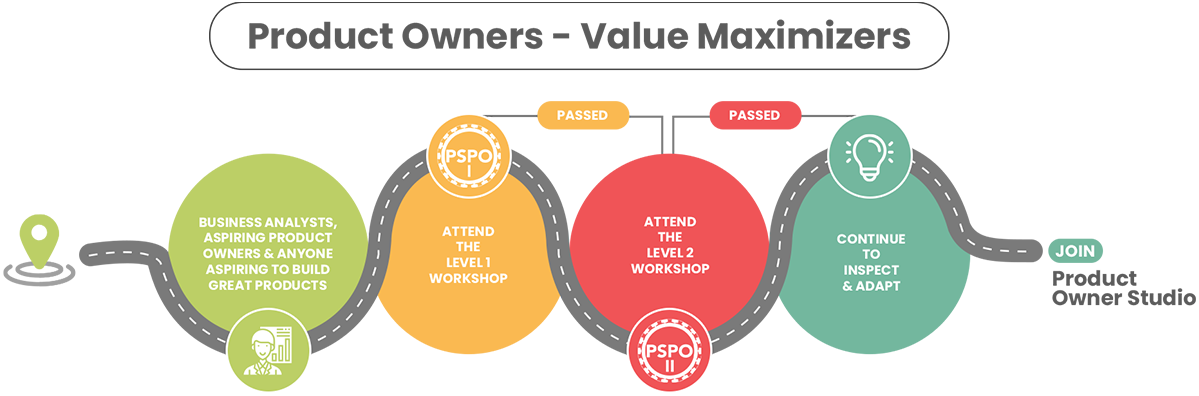 Product Owners - Value Maximizers
PASSED
PASSED
PSPO
I
BUSINESS ANALYSTS,
ASPIRING PRODUCT
OWNERS & ANYONE
ASPIRING TO BUILD
GREAT PRODUCTS
ATTEND
THE
LEVEL 1
WORKSHOP
ATTEND
THE
LEVEL 2
WORKSHOP
PSPO
II
CONTINUE
TO
INSPECT
& ADAPT
JOIN
Product
Owner Studio